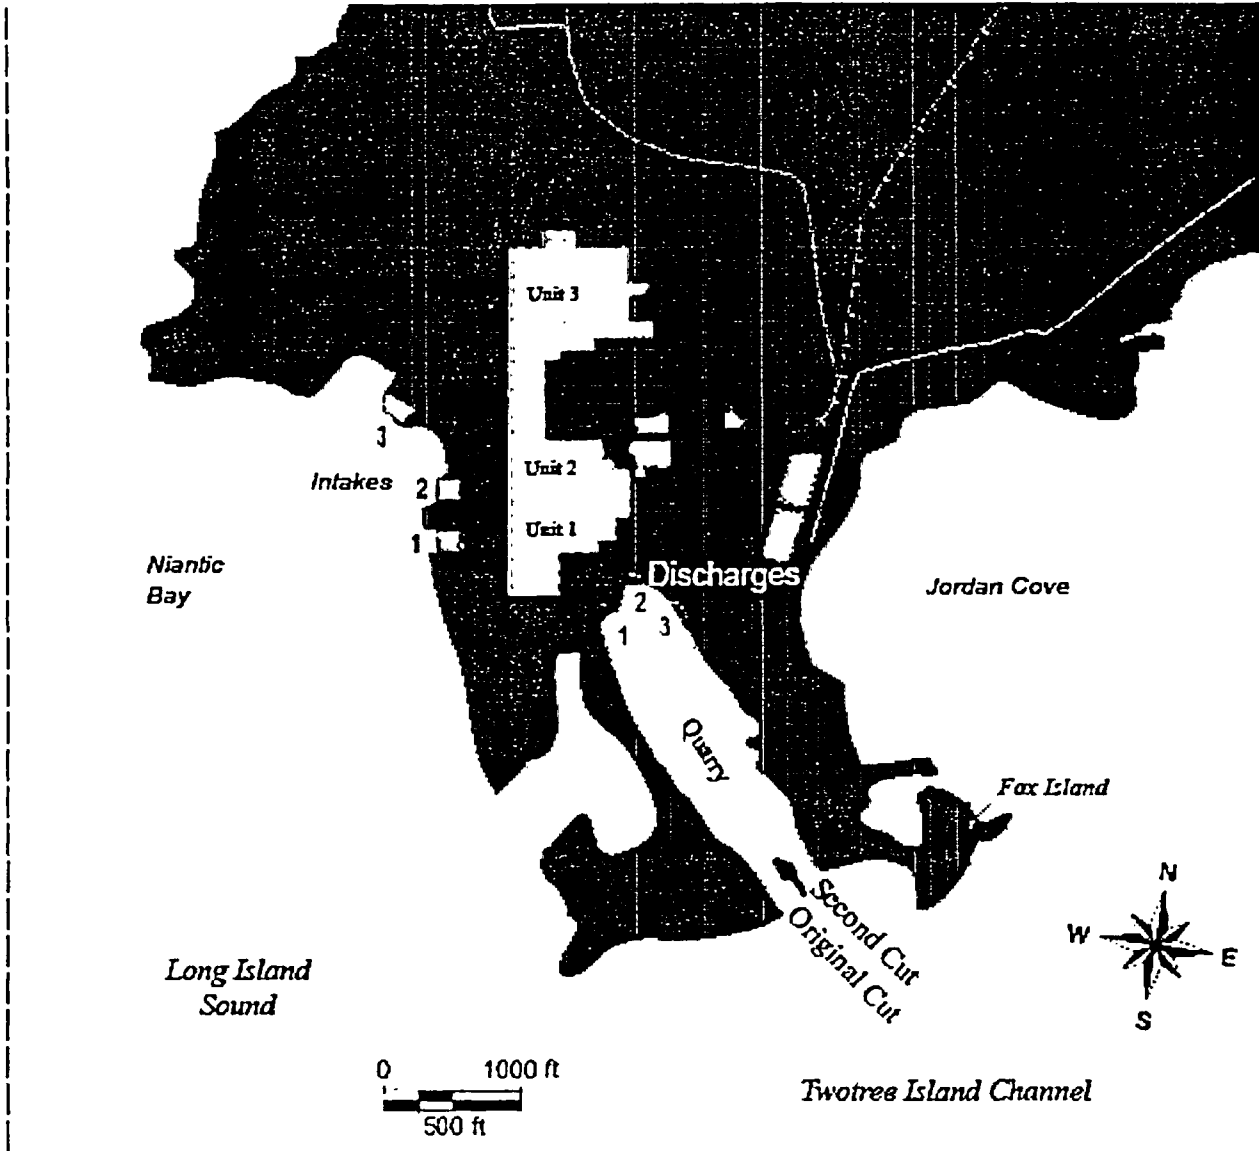 Unit 3
3
Intakes
2
Unit 2
1
Unit 1
Niantic
Bay
Discharges
2
1
3
Jordan Cove
Quarry
Fox Island
Second Cut
Original Cut
N
W
E
S
Long Island
Sound
0
1000 ft
500 ft
Twotree Island Channel